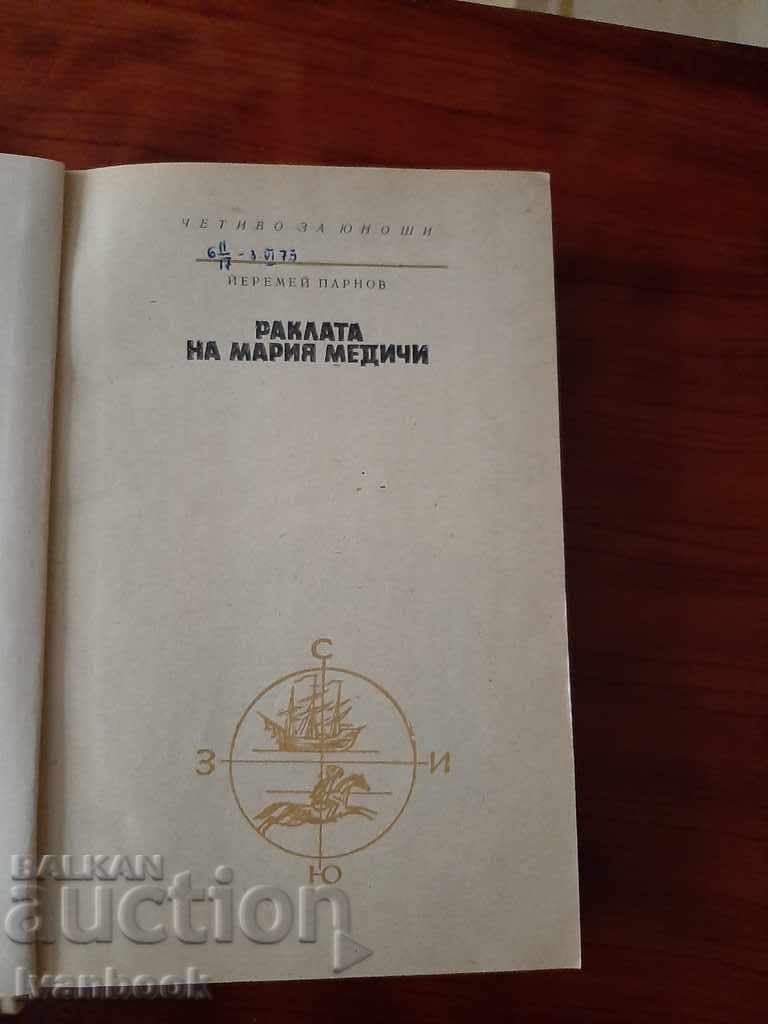 ЧЕТИВО ЗА ЮНОШИ
ЙЕРЕМЕЙ ПАРНОВ
РАКЛАТА
НА МАРИЯ МЕДИЧИ
С
З И
Ю
BALKAN
auction
Ivanbook